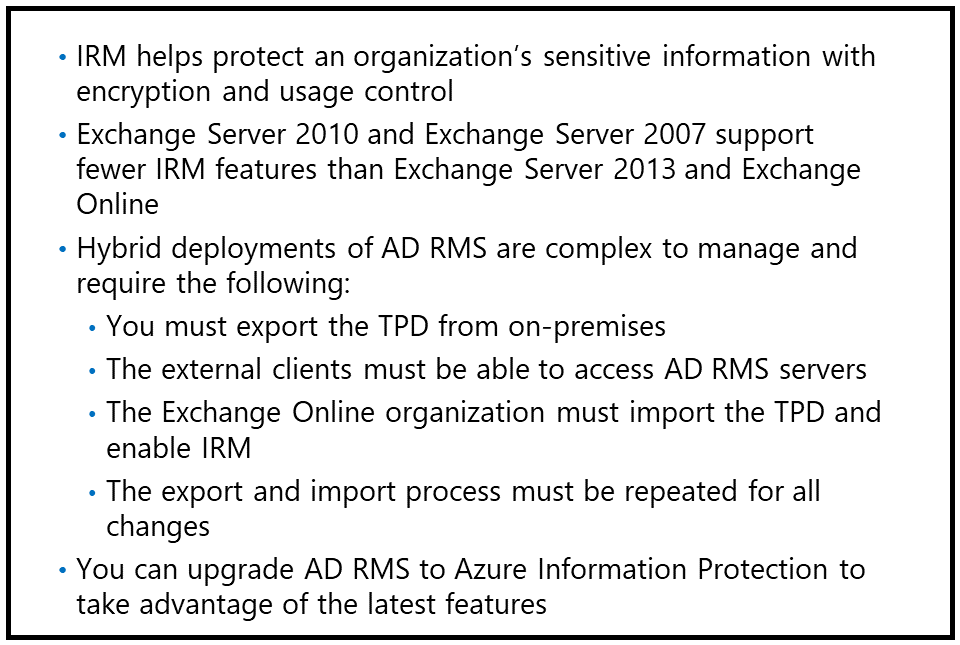 • IRM helps protect an organization's sensitive information with
encryption and usage control
• Exchange Server 2010 and Exchange Server 2007 support
fewer IRM features than Exchange Server 2013 and Exchange
Online
• Hybrid deployments of AD RMS are complex to manage and
require the following:
• You must export the TPD from on-premises
• The external clients must be able to access AD RMS servers
• The Exchange Online organization must import the TPD and
enable IRM
• The export and import process must be repeated for all
changes
• You can upgrade AD RMS to Azure Information Protection to
take advantage of the latest features